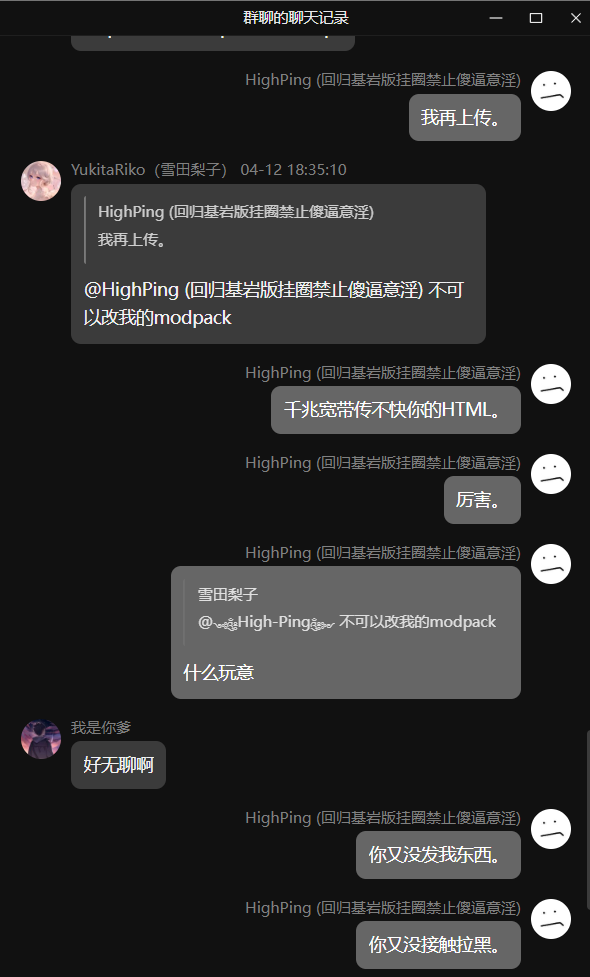 群聊的聊天记录
HighPing (回归基岩版挂圈禁止傻逼意淫)
我再上传。
YukitaRiko（雪田梨子） 04-12 18:35:10
HighPing (回归基岩版挂圈禁止傻逼意淫)
我再上传。
@HighPing (回归基岩版挂圈禁止傻逼意淫) 不可
以改我的modpack
HighPing (回归基岩版挂圈禁止傻逼意淫)
千兆宽带传不快你的HTML。
HighPing (回归基岩版挂圈禁止傻逼意淫)
厉害。
HighPing (回归基岩版挂圈禁止傻逼意淫)
雪田梨子
@High-Ping 不可以改我的modpack
什么玩意
我是你爹
好无聊啊
HighPing (回归基岩版挂圈禁止傻逼意淫)
你又没发我东西。
HighPing (回归基岩版挂圈禁止傻逼意淫)
你又没接触拉黑。